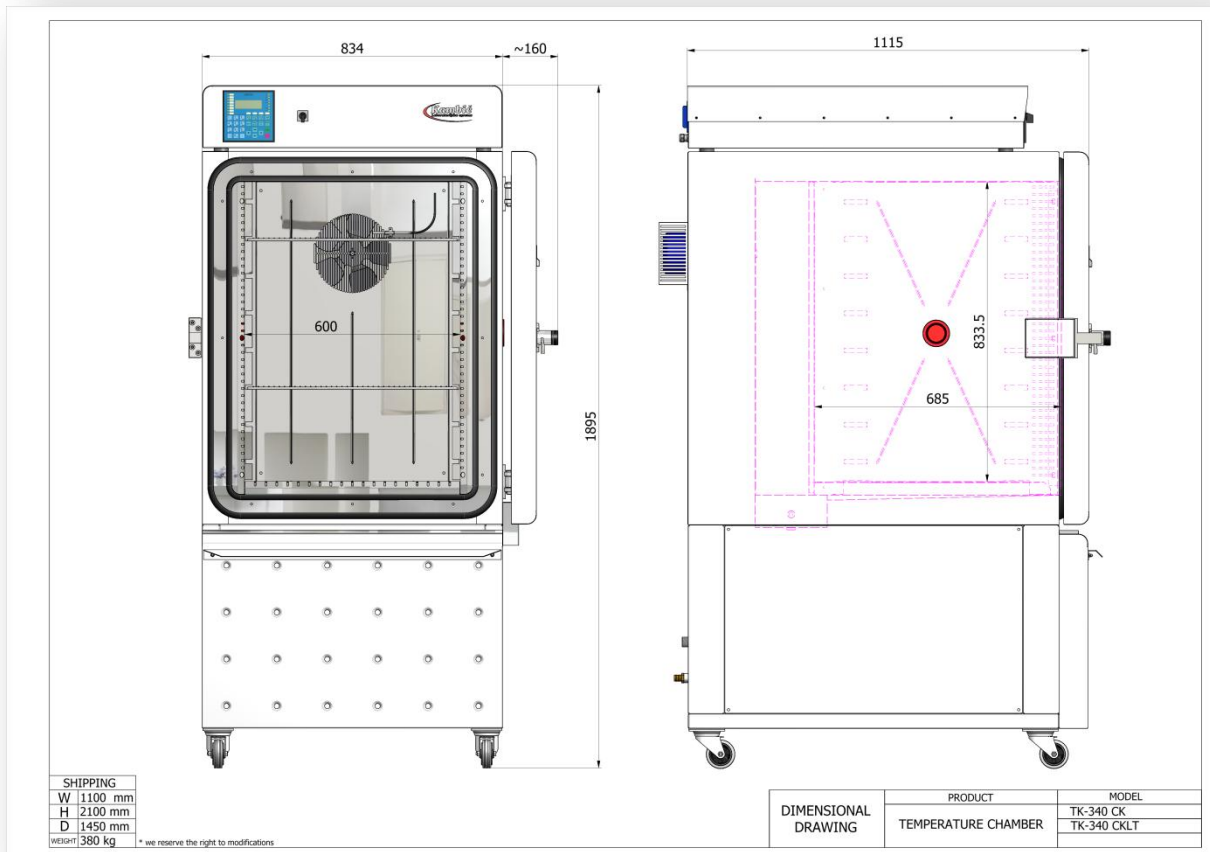 834
~160
1115
Kambič
600
1895
833.5
685
SHIPPING
W 1100 mm
H 2100 mm
D 1450 mm
WEIGHT 380 kg
* we reserve the right to modifications
DIMENSIONAL
DRAWING
PRODUCT
TEMPERATURE CHAMBER
MODEL
TK-340 CK
TK-340 CKLT